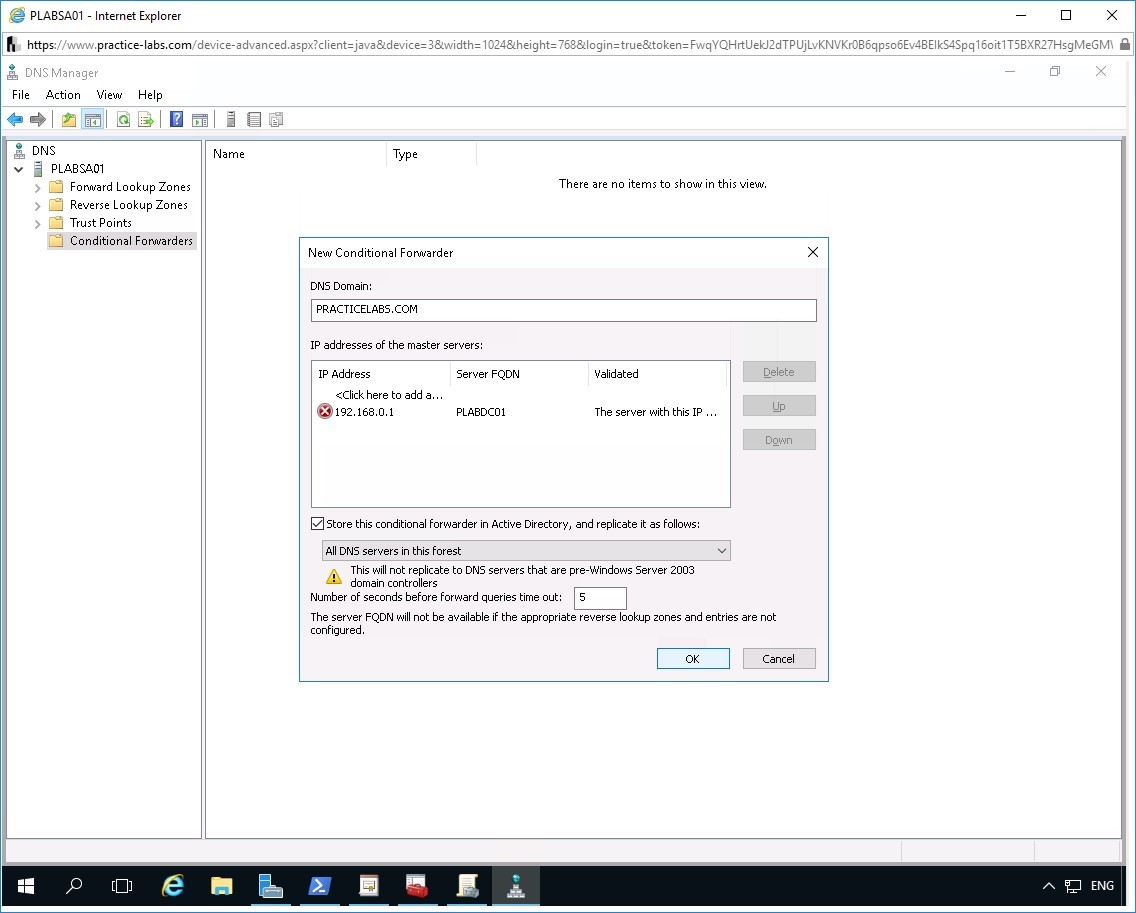 PLABSA01 - Internet Explorer
https://www.practice-labs.com/device-advanced.aspx?client=java&device=3&width=1024&height=768&login=true&token=
DNS Manager
File Action View Help
DNS
PLABSA01
Forward Lookup Zones
Reverse Lookup Zones
Trust Points
Conditional Forwarders
Name Type
There are no items to show in this view.
New Conditional Forwarder
DNS Domain:
PRACTICELABS.COM
IP addresses of the master servers:
IP Address Server FQDN Validated
<Click here to add a...
192.168.0.1 PLABDC01 The server with this IP ...
Delete
Up
Down
Store this conditional forwarder in Active Directory, and replicate it as follows:
All DNS servers in this forest
This will not replicate to DNS servers that are pre-Windows Server 2003
domain controllers
Number of seconds before forward queries time out: 5
The server FQDN will not be available if the appropriate reverse lookup zones and entries are not
configured.
OK Cancel
ENG